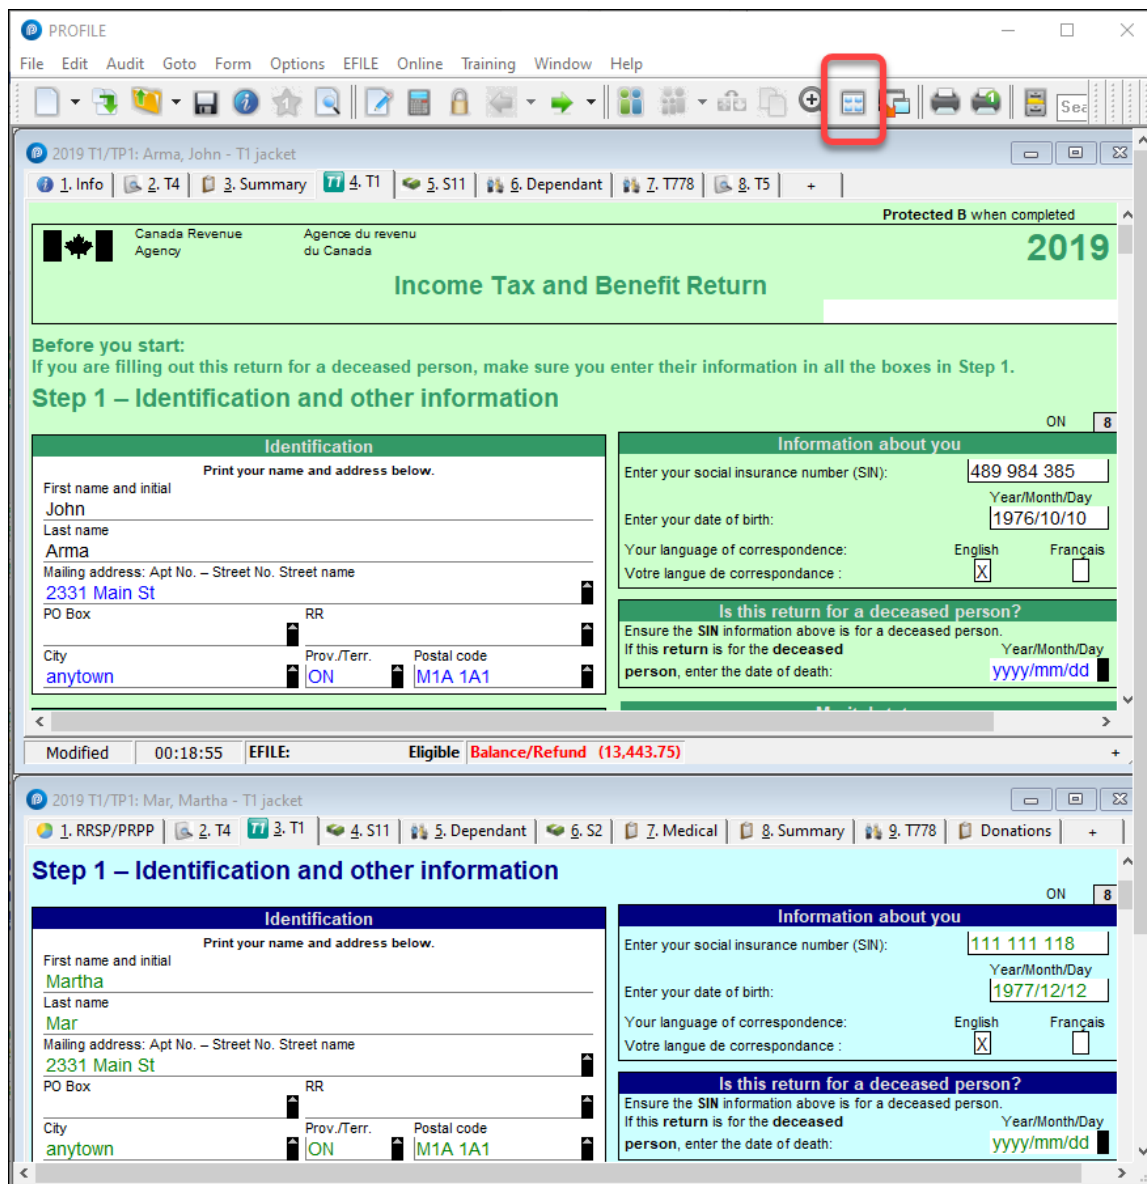 PROFILE
File Edit Audit Goto Form Options EFILE Online Training Window Help
2019 T1/TP1: Arma, John - T1 jacket
1. Info 2. T4 3. Summary T1 4. T1 5. S11 6. Dependant 7. T778 8. T5 +
Protected B when completed
Canada Revenue Agence du revenu
Agency du Canada
2019
Income Tax and Benefit Return
Before you start:
If you are filling out this return for a deceased person, make sure you enter their information in all the boxes in Step 1.
Step 1 – Identification and other information
ON 8
Identification
Print your name and address below.
First name and initial
John
Last name
Arma
Mailing address: Apt No. – Street No. Street name
2331 Main St
PO Box RR
City Prov./Terr. Postal code
anytown ON M1A 1A1
Information about you
Enter your social insurance number (SIN): 489 984 385
Year/Month/Day
Enter your date of birth: 1976/10/10
Your language of correspondence: English Français
Votre langue de correspondance : X
Is this return for a deceased person?
Ensure the SIN information above is for a deceased person.
If this return is for the deceased Year/Month/Day
person, enter the date of death: yyyy/mm/dd
Modified 00:18:55 EFILE: Eligible Balance/Refund (13,443.75) +
2019 T1/TP1: Mar, Martha - T1 jacket
1. RRSP/PRPP 2. T4 T1 3. T1 4. S11 5. Dependant 6. S2 7. Medical 8. Summary 9. T778 Donations +
Step 1 – Identification and other information
ON 8
Identification
Print your name and address below.
First name and initial
Martha
Last name
Mar
Mailing address: Apt No. – Street No. Street name
2331 Main St
PO Box RR
City Prov./Terr. Postal code
anytown ON M1A 1A1
Information about you
Enter your social insurance number (SIN): 111 111 118
Year/Month/Day
Enter your date of birth: 1977/12/12
Your language of correspondence: English Français
Votre langue de correspondance : X
Is this return for a deceased person?
Ensure the SIN information above is for a deceased person.
If this return is for the deceased Year/Month/Day
person, enter the date of death: yyyy/mm/dd